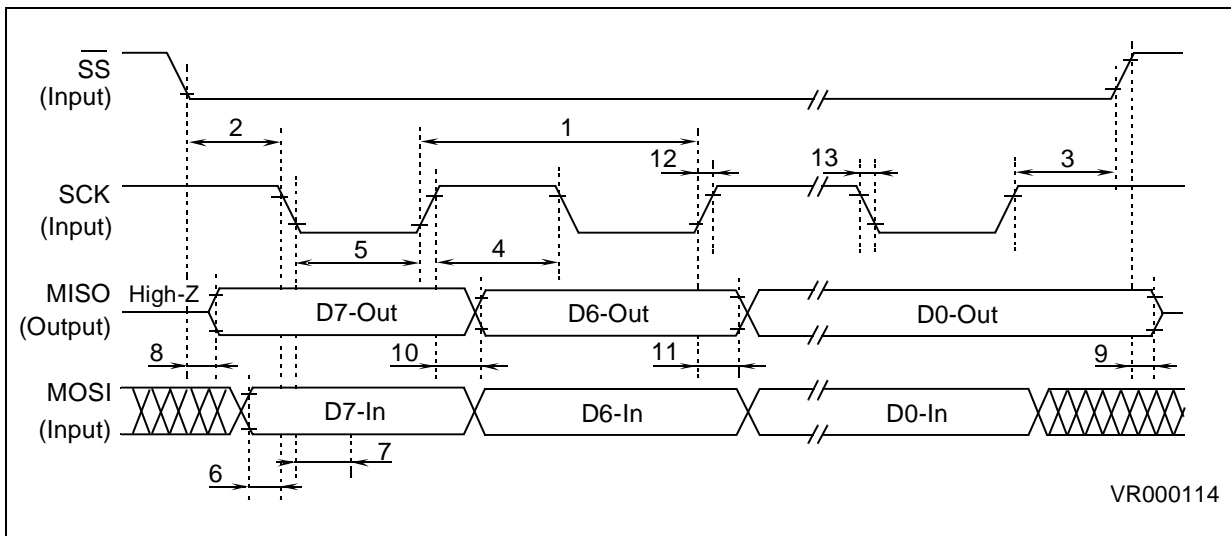 SS
(Input)
2
1
12
13
3
SCK
(Input)
5
4
MISO
(Output)
High-Z
D7-Out
D6-Out
D0-Out
8
10
11
9
MOSI
(Input)
D7-In
D6-In
D0-In
7
6
VR000114